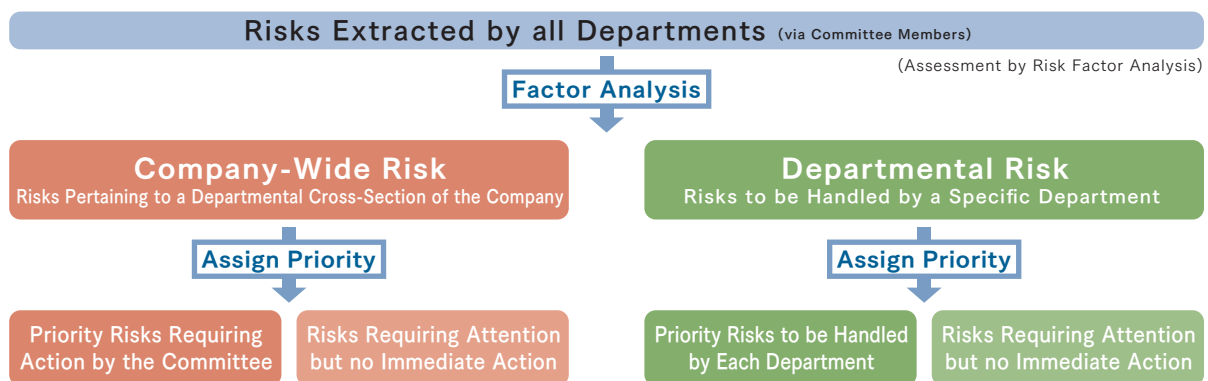 Risks Extracted by all Departments (via Committee Members)
(Assessment by Risk Factor Analysis)
Factor Analysis
Company-Wide Risk
Risks Pertaining to a Departmental Cross-Section of the Company
Departmental Risk
Risks to be Handled by a Specific Department
Assign Priority
Assign Priority
Priority Risks Requiring
Action by the Committee
Risks Requiring Attention
but no Immediate Action
Priority Risks to be Handled
by Each Department
Risks Requiring Attention
but no Immediate Action